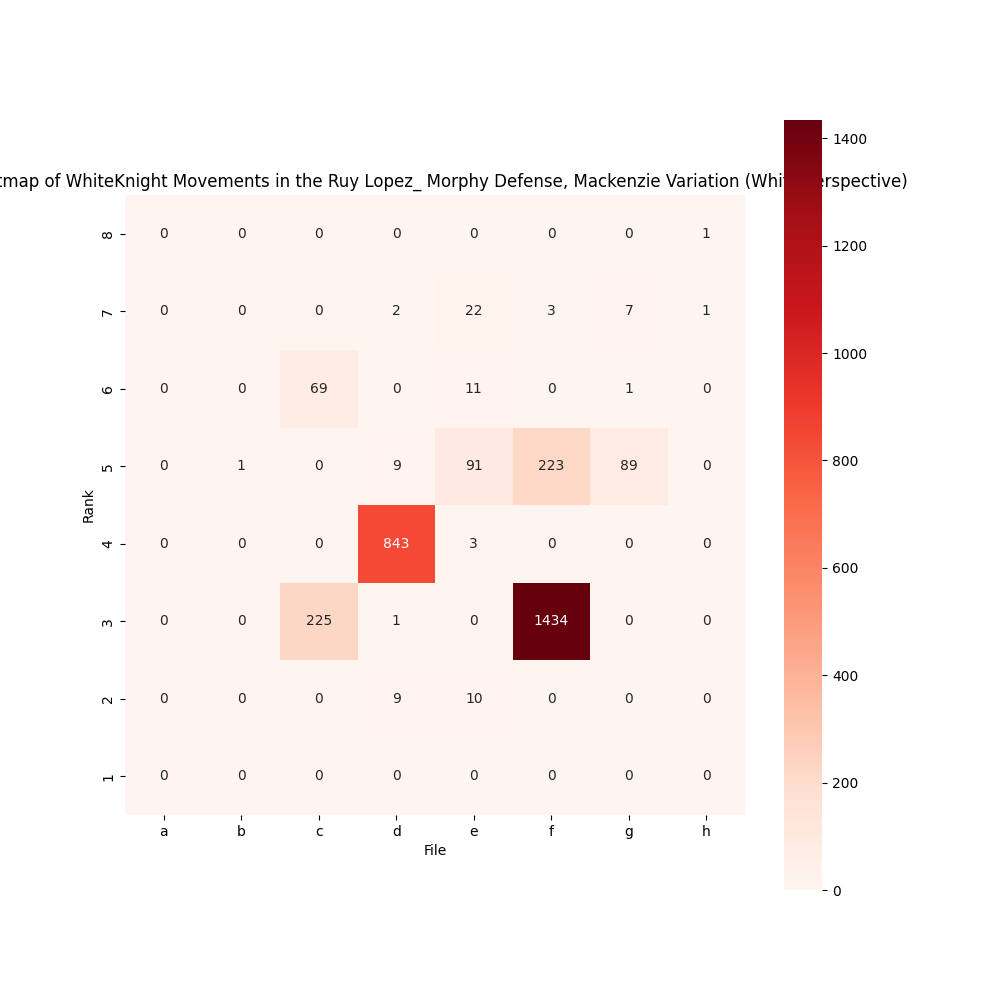 tmap of WhiteKnight Movements in the Ruy Lopez_ Morphy Defense, Mackenzie Variation (White Perspective)
1400
1200
1000
800
600
400
200
0
8 0 0 0 0 0 0 0 1
7 0 0 0 2 22 3 7 1
6 0 0 69 0 11 0 1 0
5 0 1 0 9 91 223 89 0
Rank
4 0 0 0 843 3 0 0 0
3 0 0 225 1 0 1434 0 0
2 0 0 0 9 10 0 0 0
1 0 0 0 0 0 0 0 0
a b c d e f g h
File